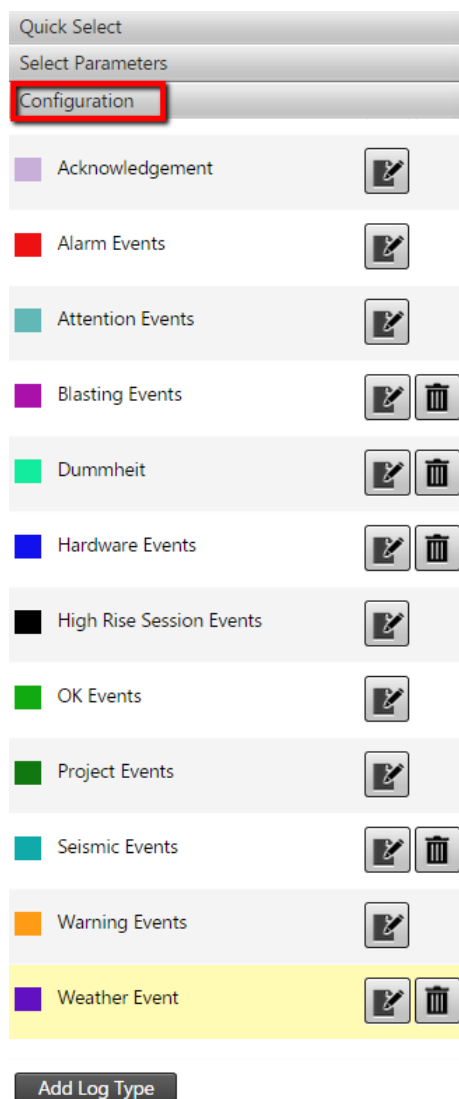 Quick Select
Select Parameters
Configuration
Acknowledgement
Alarm Events
Attention Events
Blasting Events
Dummheit
Hardware Events
High Rise Session Events
OK Events
Project Events
Seismic Events
Warning Events
Weather Event
Add Log Type